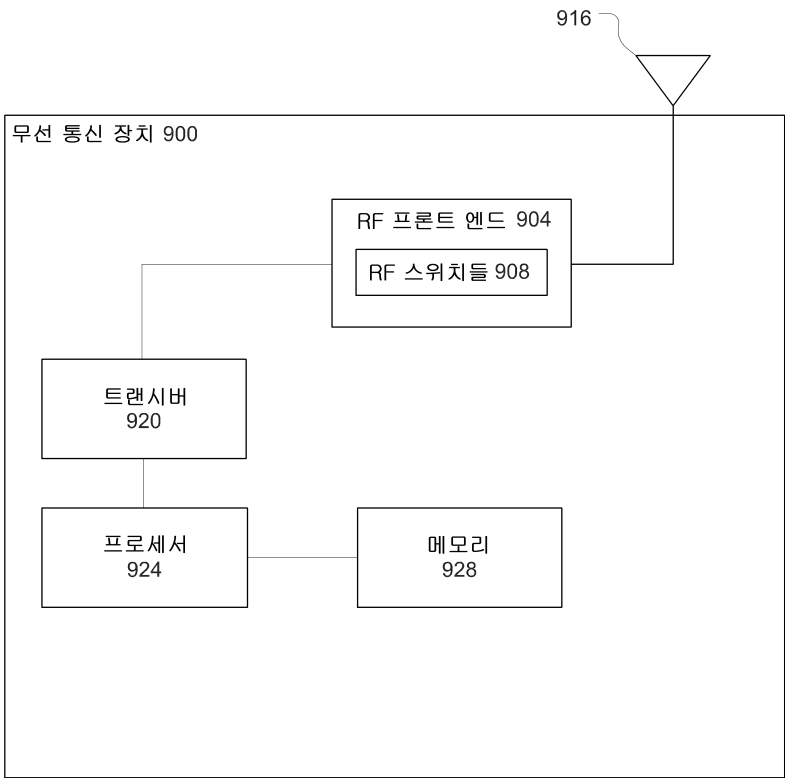 916
무선 통신 장치 900
RF 프론트 엔드 904
RF 스위치들 908
트랜시버
920
프로세서
924
메모리
928